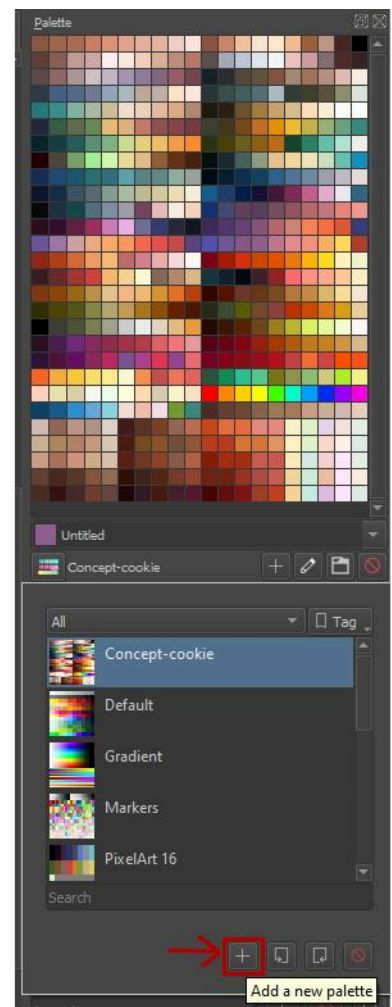 Palette
Untitled
Concept-cookie
All
Tag
Concept-cookie
Default
Gradient
Markers
PixelArt 16
Search
Add a new palette